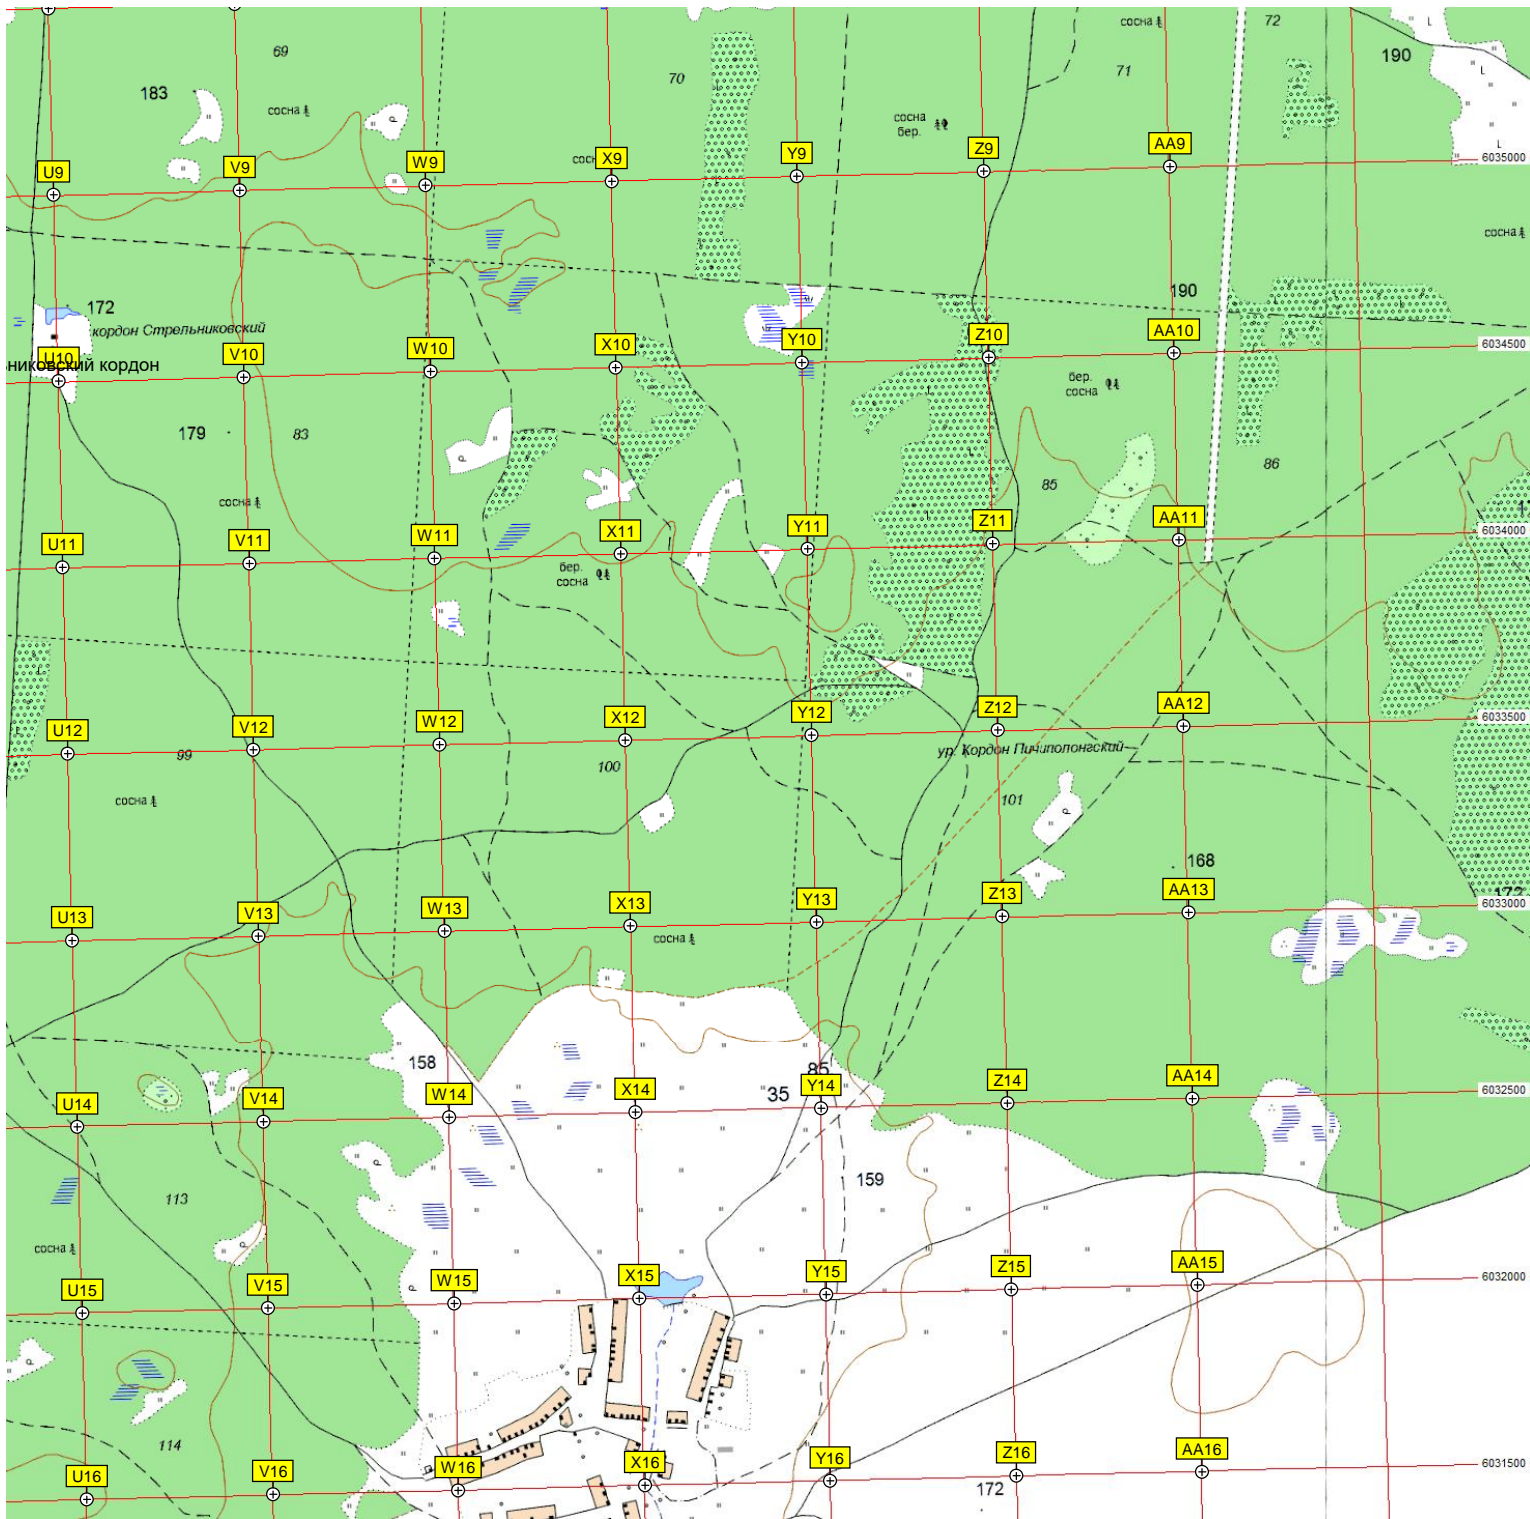 69
70
сосна
71
72
190
183
сосна
сосна
бер.
U9
V9
W9
X9
Y9
Z9
AA9
6035000
сосна
172
190
кордон Стрельниковский
U10
V10
W10
X10
Y10
Z10
AA10
6034500
никовский кордон
бер.
сосна
179
83
85
86
сосна
U11
V11
W11
X11
Y11
Z11
AA11
6034000
бер.
сосна
U12
V12
W12
X12
Y12
Z12
AA12
6033500
99
100
ур. Кордон Пичиполонгский
сосна
101
168
U13
V13
W13
X13
Y13
Z13
AA13
172
6033000
сосна
158
85
35
U14
V14
W14
X14
Y14
Z14
AA14
6032500
113
159
сосна
U15
V15
W15
X15
Y15
Z15
AA15
6032000
114
U16
V16
W16
X16
Y16
Z16
AA16
6031500
172